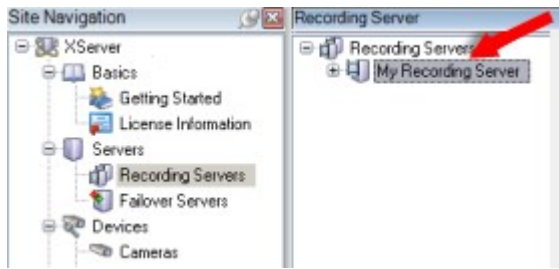 Site Navigation
XServer
Basics
Getting Started
License Information
Servers
Recording Servers
Failover Servers
Devices
Cameras
Recording Server
Recording Servers
My Recording Server